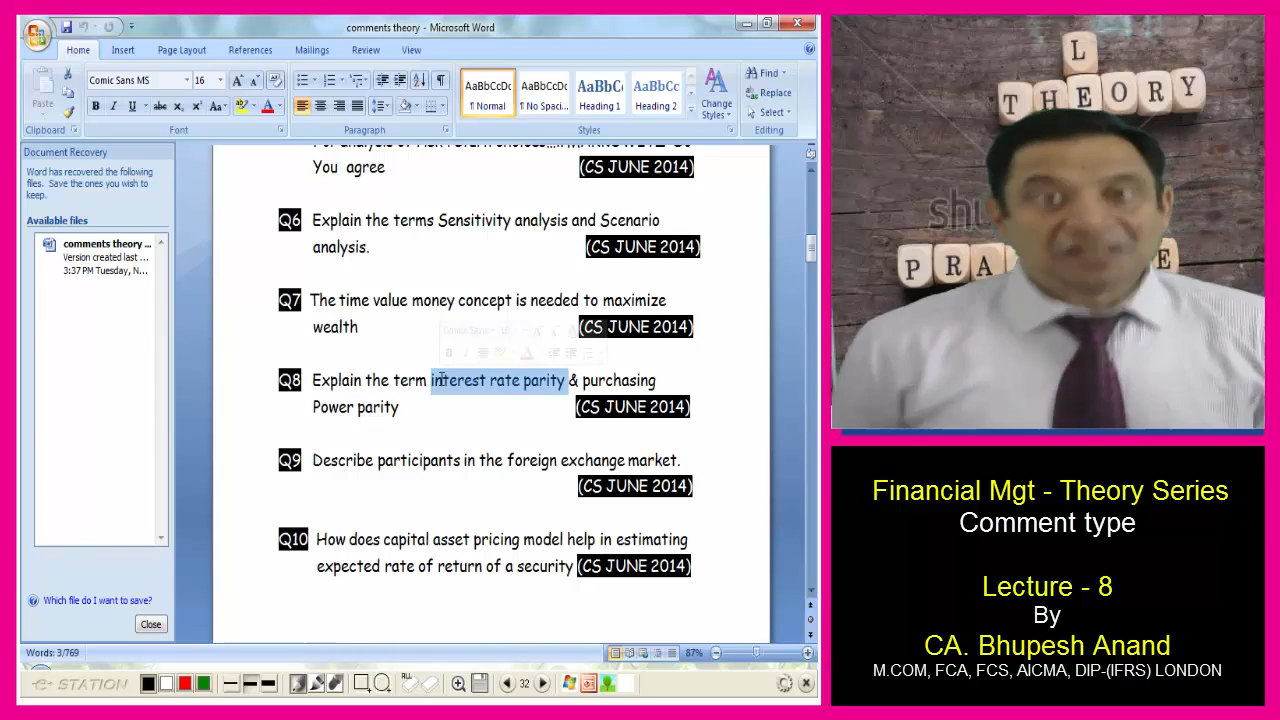 comments theory - Microsoft Word
Home Insert Page Layout References Mailings Review View
Paste
Clipboard
Comic Sans MS 16
B I U abc x₂ x² Aa A
Font
Paragraph
AaBbCcDc AaBbCcDc AaBbC AaBbCc
¶ Normal ¶ No Spaci... Heading 1 Heading 2
Change Styles
Styles
Find
Replace
Select
Editing
Document Recovery
Word has recovered the following
files. Save the ones you wish to
keep.
Available files
comments theory ...
Version created last ...
3:37 PM Tuesday, N...
Which file do I want to save?
Close
You agree (CS JUNE 2014)
Q6 Explain the terms Sensitivity analysis and Scenario
analysis. (CS JUNE 2014)
Q7 The time value money concept is needed to maximize
wealth (CS JUNE 2014)
Q8 Explain the term interest rate parity & purchasing
Power parity (CS JUNE 2014)
Q9 Describe participants in the foreign exchange market.
(CS JUNE 2014)
Q10 How does capital asset pricing model help in estimating
expected rate of return of a security (CS JUNE 2014)
Words: 3/769
87%
e-STATION
32
L
THEORY
PRA E
Financial Mgt - Theory Series
Comment type
Lecture - 8
By
CA. Bhupesh Anand
M.COM, FCA, FCS, AICMA, DIP-(IFRS) LONDON